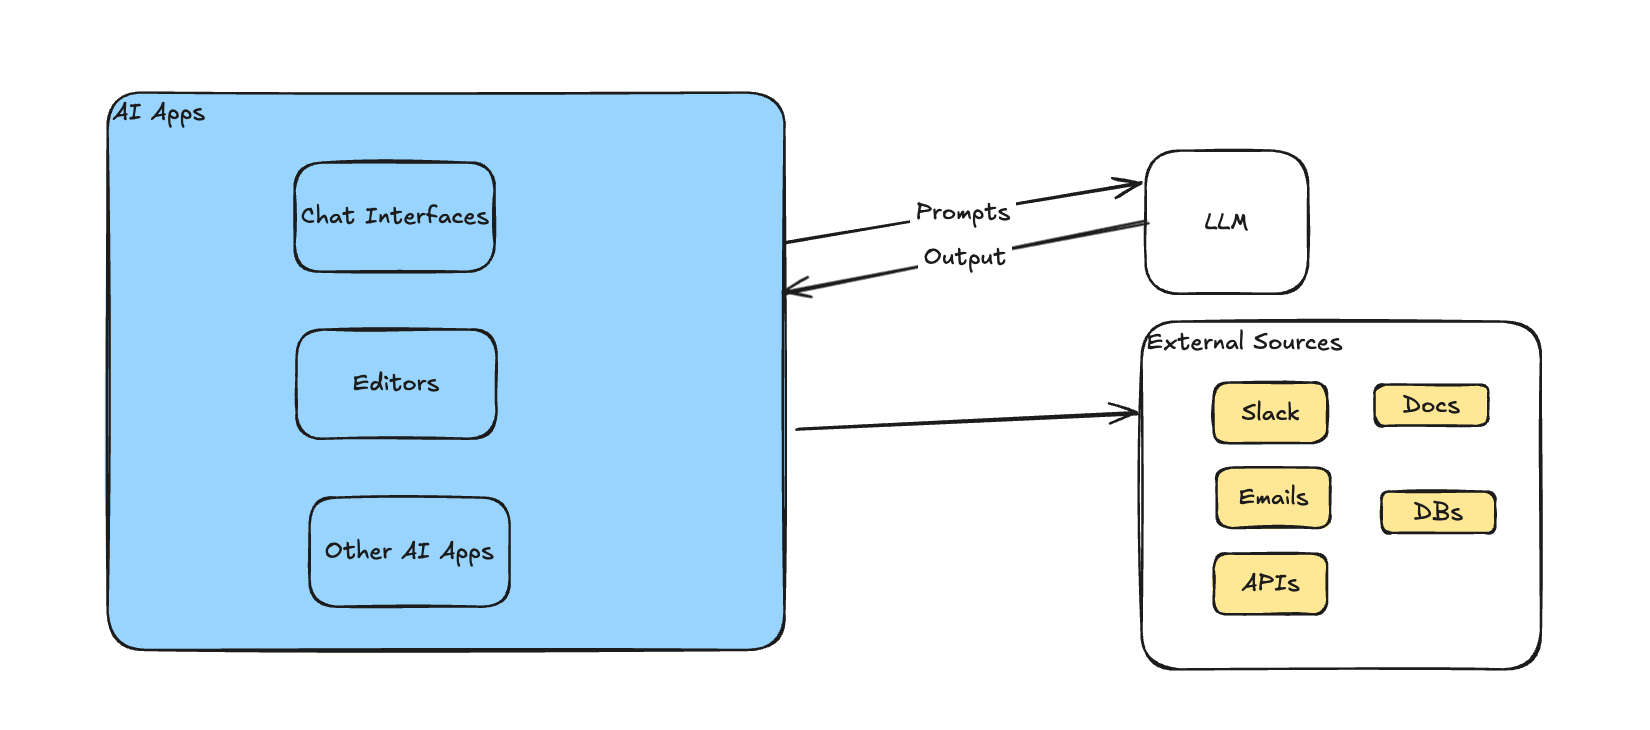 AI Apps
Chat Interfaces
Editors
Other AI Apps
Prompts
Output
LLM
External Sources
Slack
Docs
Emails
DBs
APIs